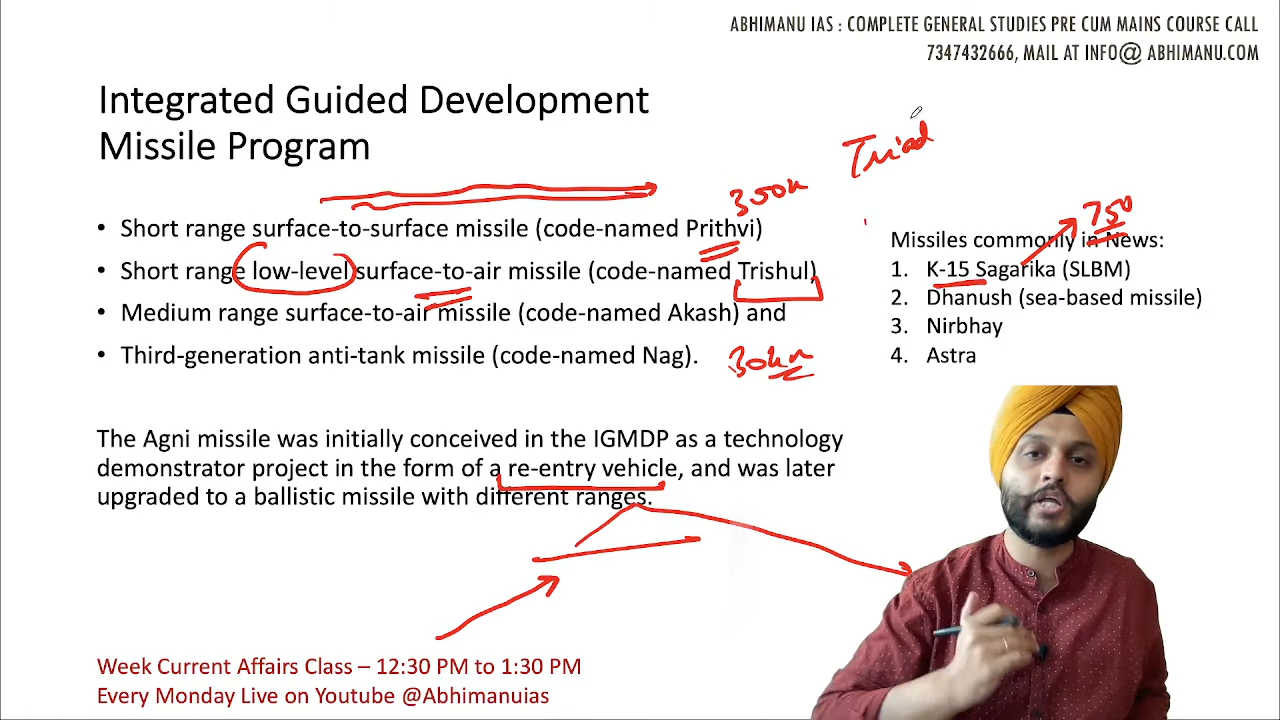 ABHIMANU IAS : COMPLETE GENERAL STUDIES PRE CUM MAINS COURSE CALL
7347432666, MAIL AT INFO@ ABHIMANU.COM
Integrated Guided Development
Missile Program
Triad
300km
• Short range surface-to-surface missile (code-named Prithvi)
• Short range low-level surface-to-air missile (code-named Trishul)
• Medium range surface-to-air missile (code-named Akash) and
• Third-generation anti-tank missile (code-named Nag).
30km
750
Missiles commonly in News:
1. K-15 Sagarika (SLBM)
2. Dhanush (sea-based missile)
3. Nirbhay
4. Astra
The Agni missile was initially conceived in the IGMDP as a technology
demonstrator project in the form of a re-entry vehicle, and was later
upgraded to a ballistic missile with different ranges.
Week Current Affairs Class – 12:30 PM to 1:30 PM
Every Monday Live on Youtube @Abhimanuias